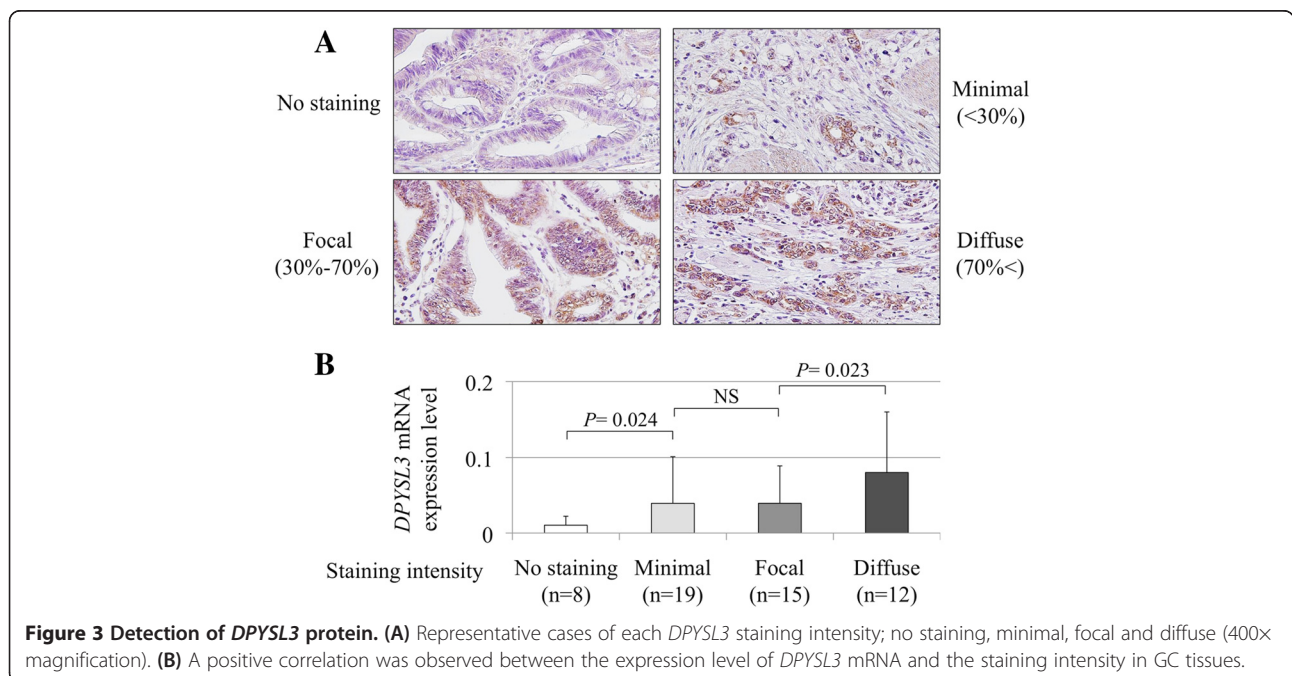 A
No staining
Minimal
(<30%)
Focal
(30%-70%)
Diffuse
(70%<)
B
DPYSL3 mRNA
expression level
0.2
0.1
0
P= 0.024
NS
P= 0.023
Staining intensity
No staining
(n=8)
Minimal
(n=19)
Focal
(n=15)
Diffuse
(n=12)
Figure 3 Detection of DPYSL3 protein. (A) Representative cases of each DPYSL3 staining intensity; no staining, minimal, focal and diffuse (400×
magnification). (B) A positive correlation was observed between the expression level of DPYSL3 mRNA and the staining intensity in GC tissues.